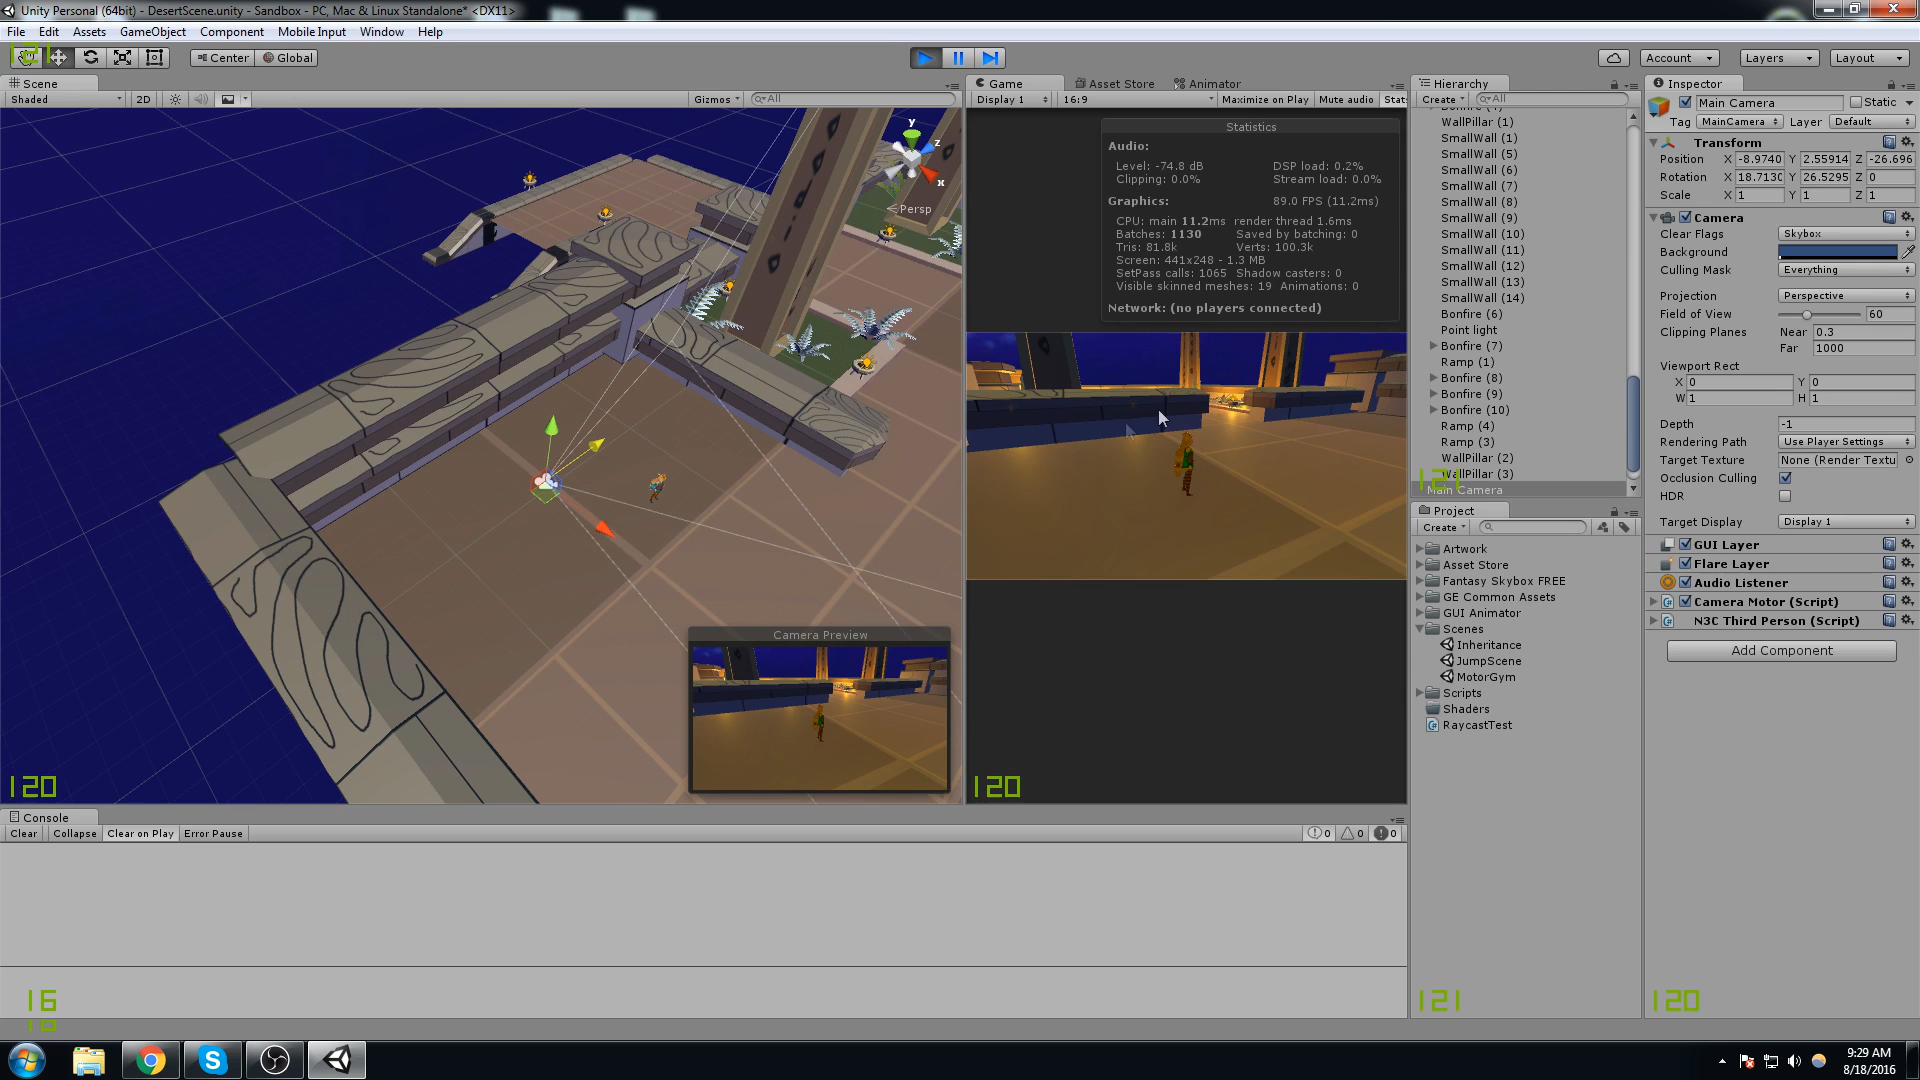 Unity Personal (64bit) - DesertScene.unity - Sandbox - PC, Mac & Linux Standalone* <DX11>
File Edit Assets GameObject Component Mobile Input Window Help
121
Center Global
Account Layers Layout
Scene
Shaded 2D Gizmos All
y
z
x
Persp
Camera Preview
120
Game Asset Store Animator
Display 1 16:9 Maximize on Play Mute audio Stats
Statistics
Audio:
Level: -74.8 dB DSP load: 0.2%
Clipping: 0.0% Stream load: 0.0%
Graphics: 89.0 FPS (11.2ms)
CPU: main 11.2ms render thread 1.6ms
Batches: 1130 Saved by batching: 0
Tris: 81.8k Verts: 100.3k
Screen: 441x248 - 1.3 MB
SetPass calls: 1065 Shadow casters: 0
Visible skinned meshes: 19 Animations: 0
Network: (no players connected)
120
Hierarchy
Create All
WallPillar (1)
SmallWall (1)
SmallWall (5)
SmallWall (6)
SmallWall (7)
SmallWall (8)
SmallWall (9)
SmallWall (10)
SmallWall (11)
SmallWall (12)
SmallWall (13)
SmallWall (14)
Bonfire (6)
Point light
Bonfire (7)
Ramp (1)
Bonfire (8)
Bonfire (9)
Bonfire (10)
Ramp (4)
Ramp (3)
WallPillar (2)
WallPillar (3)
121
Main Camera
Project
Create
Artwork
Asset Store
Fantasy Skybox FREE
GE Common Assets
GUI Animator
Scenes
Inheritance
JumpScene
MotorGym
Scripts
Shaders
RaycastTest
121
Inspector
Main Camera Static
Tag MainCamera Layer Default
Transform
Position X -8.9740 Y 2.55914 Z -26.696
Rotation X 18.7130 Y 26.5295 Z 0
Scale X 1 Y 1 Z 1
Camera
Clear Flags Skybox
Background
Culling Mask Everything
Projection Perspective
Field of View 60
Clipping Planes Near 0.3
Far 1000
Viewport Rect
X 0 Y 0
W 1 H 1
Depth -1
Rendering Path Use Player Settings
Target Texture None (Render Textu
Occlusion Culling
HDR
Target Display Display 1
GUI Layer
Flare Layer
Audio Listener
Camera Motor (Script)
N3C Third Person (Script)
Add Component
120
Console
Clear Collapse Clear on Play Error Pause 0 0 0
16
9:29 AM
8/18/2016